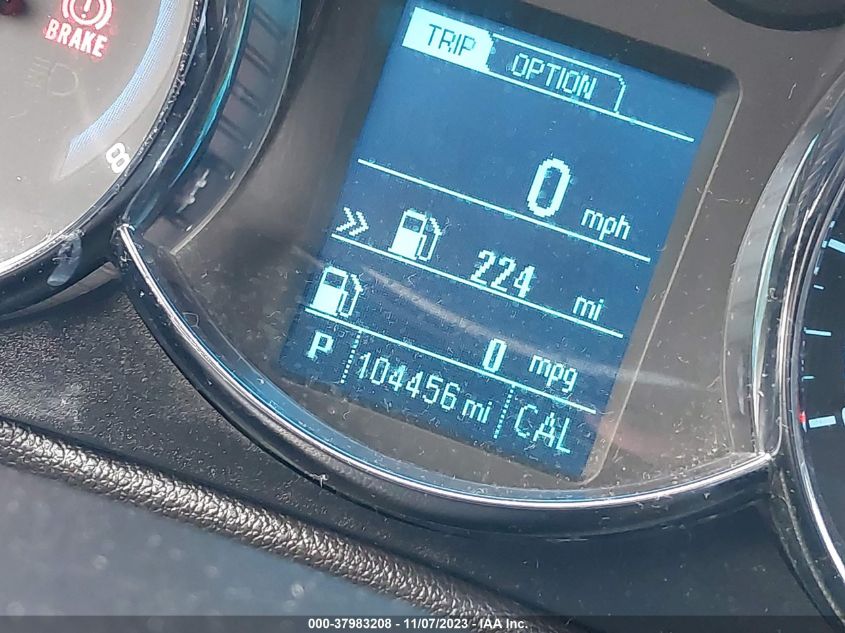 BRAKE
8
TRIP OPTION
0 mph
224 mi
0 mpg
P 104456 mi CAL
000-37983208 - 11/07/2023 - IAA Inc.